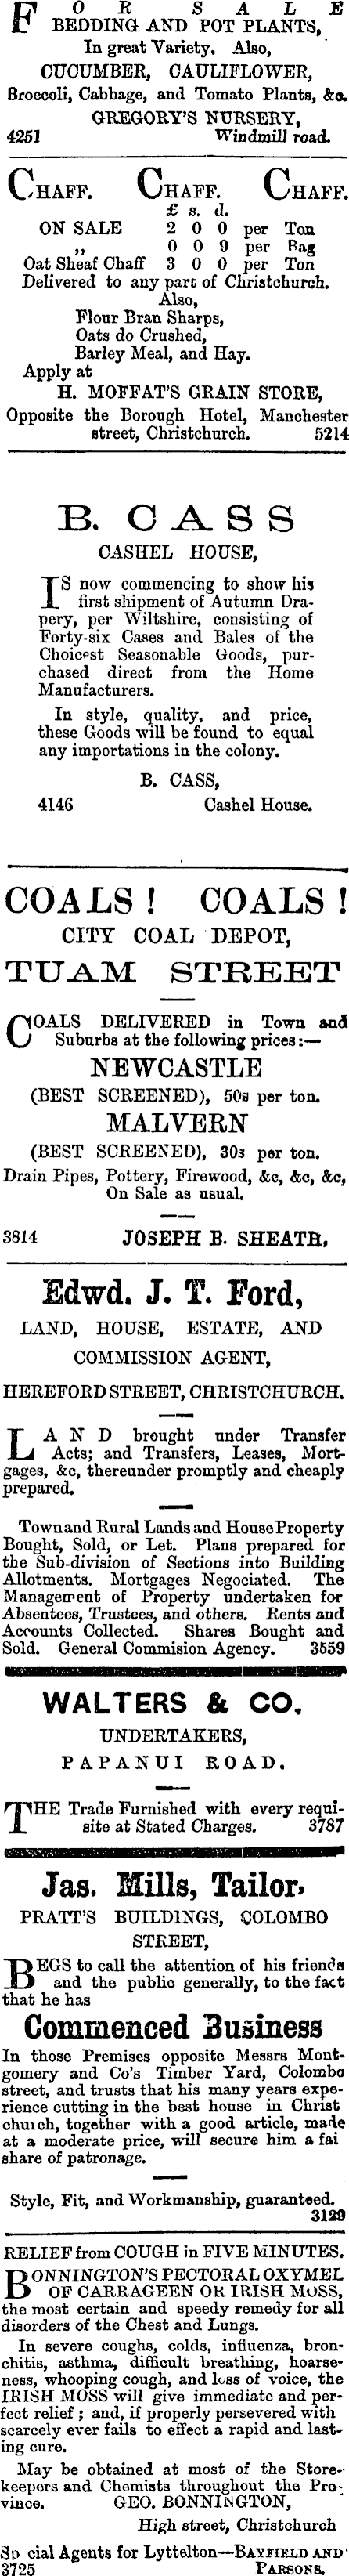 FOR SALE
BEDDING AND POT PLANTS,
In great Variety. Also,
CUCUMBER, CAULIFLOWER,
Broccoli, Cabbage, and Tomato Plants, &c.
GREGORY'S NURSERY,
4251 Windmill road.
CHAFF. CHAFF. CHAFF.
£ s. d.
ON SALE 2 0 0 per Ton
,, 0 0 9 per Bag
Oat Sheaf Chaff 3 0 0 per Ton
Delivered to any part of Christchurch.
Also,
Flour Bran Sharps,
Oats do Crushed,
Barley Meal, and Hay.
Apply at
H. MOFFAT'S GRAIN STORE,
Opposite the Borough Hotel, Manchester
street, Christchurch. 5214
B. CASS
CASHEL HOUSE,
IS now commencing to show his
first shipment of Autumn Dra-
pery, per Wiltshire, consisting of
Forty-six Cases and Bales of the
Choicest Seasonable Goods, pur-
chased direct from the Home
Manufacturers.
In style, quality, and price,
these Goods will be found to equal
any importations in the colony.
B. CASS,
4146 Cashel House.
COALS! COALS!
CITY COAL DEPOT,
TUAM STREET
COALS DELIVERED in Town and
Suburbs at the following prices:—
NEWCASTLE
(BEST SCREENED), 50s per ton.
MALVERN
(BEST SCREENED), 30s per ton.
Drain Pipes, Pottery, Firewood, &c, &c, &c,
On Sale as usual.
3814 JOSEPH B. SHEATH,
Edwd. J. T. Ford,
LAND, HOUSE, ESTATE, AND
COMMISSION AGENT,
HEREFORD STREET, CHRISTCHURCH.
LAND brought under Transfer
Acts; and Transfers, Leases, Mort-
gages, &c, thereunder promptly and cheaply
prepared.
Town and Rural Lands and House Property
Bought, Sold, or Let. Plans prepared for
the Sub-division of Sections into Building
Allotments. Mortgages Negociated. The
Management of Property undertaken for
Absentees, Trustees, and others. Rents and
Accounts Collected. Shares Bought and
Sold. General Commision Agency. 3559
WALTERS & CO.
UNDERTAKERS,
PAPANUI ROAD.
THE Trade Furnished with every requi-
site at Stated Charges. 3787
Jas. Mills, Tailor,
PRATT'S BUILDINGS, COLOMBO
STREET,
BEGS to call the attention of his friends
and the public generally, to the fact
that he has
Commenced Business
In those Premises opposite Messrs Mont-
gomery and Co's Timber Yard, Colombo
street, and trusts that his many years expe-
rience cutting in the best house in Christ
church, together with a good article, made
at a moderate price, will secure him a fai
share of patronage.
Style, Fit, and Workmanship, guaranteed.
3129
RELIEF from COUGH in FIVE MINUTES.
BONNINGTON'S PECTORAL OXYMEL
OF CARRAGEEN OR IRISH MOSS,
the most certain and speedy remedy for all
disorders of the Chest and Lungs.
In severe coughs, colds, influenza, bron-
chitis, asthma, difficult breathing, hoarse-
ness, whooping cough, and loss of voice, the
IRISH MOSS will give immediate and per-
fect relief; and, if properly persevered with
scarcely ever fails to effect a rapid and last-
ing cure.
May be obtained at most of the Store-
keepers and Chemists throughout the Pro-
vince. GEO. BONNINGTON,
High street, Christchurch
Sp cial Agents for Lyttelton—BAYFIELD AND
3725 PARSONS.